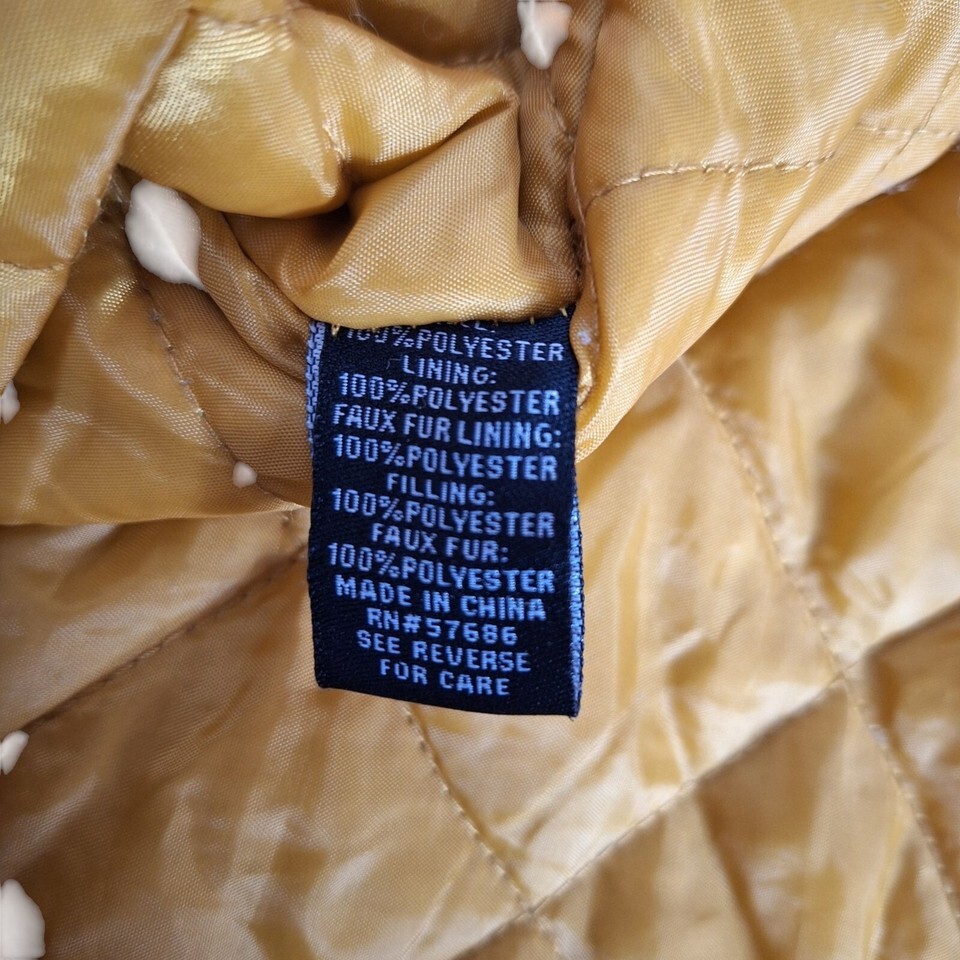 100%POLYESTER
LINING:
100%POLYESTER
FAUX FUR LINING:
100%POLYESTER
FILLING:
100%POLYESTER
FAUX FUR:
100%POLYESTER
MADE IN CHINA
RN#57686
SEE REVERSE
FOR CARE